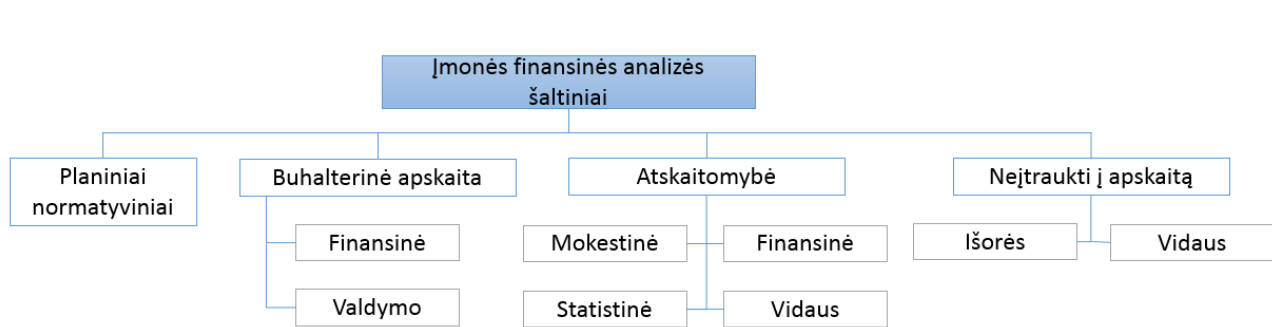 Įmonės finansinės analizės
šaltiniai
Planiniai
normatyviniai
Buhalterinė apskaita
Atskaitomybė
Neįtraukti į apskaitą
Finansinė
Mokestinė
Finansinė
Išorės
Vidaus
Valdymo
Statistinė
Vidaus